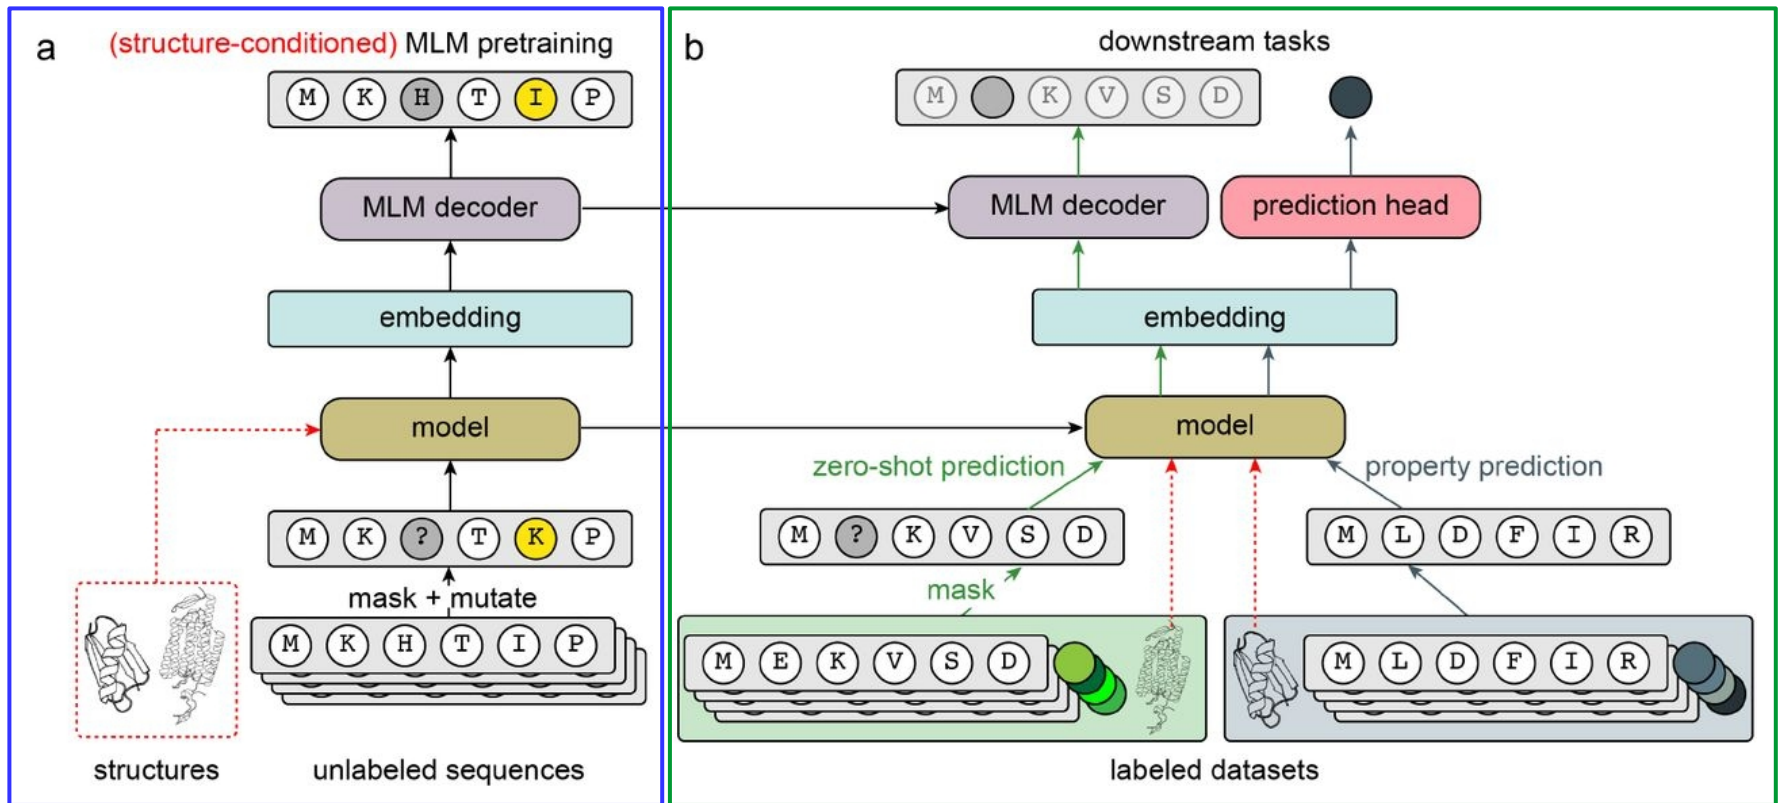 a
(structure-conditioned) MLM pretraining
M K H T I P
MLM decoder
embedding
model
M K ? T K P
mask + mutate
M K H T I P
structures
unlabeled sequences
b
downstream tasks
M K V S D
MLM decoder
prediction head
embedding
model
zero-shot prediction
property prediction
M ? K V S D
M L D F I R
mask
M E K V S D
M L D F I R
labeled datasets